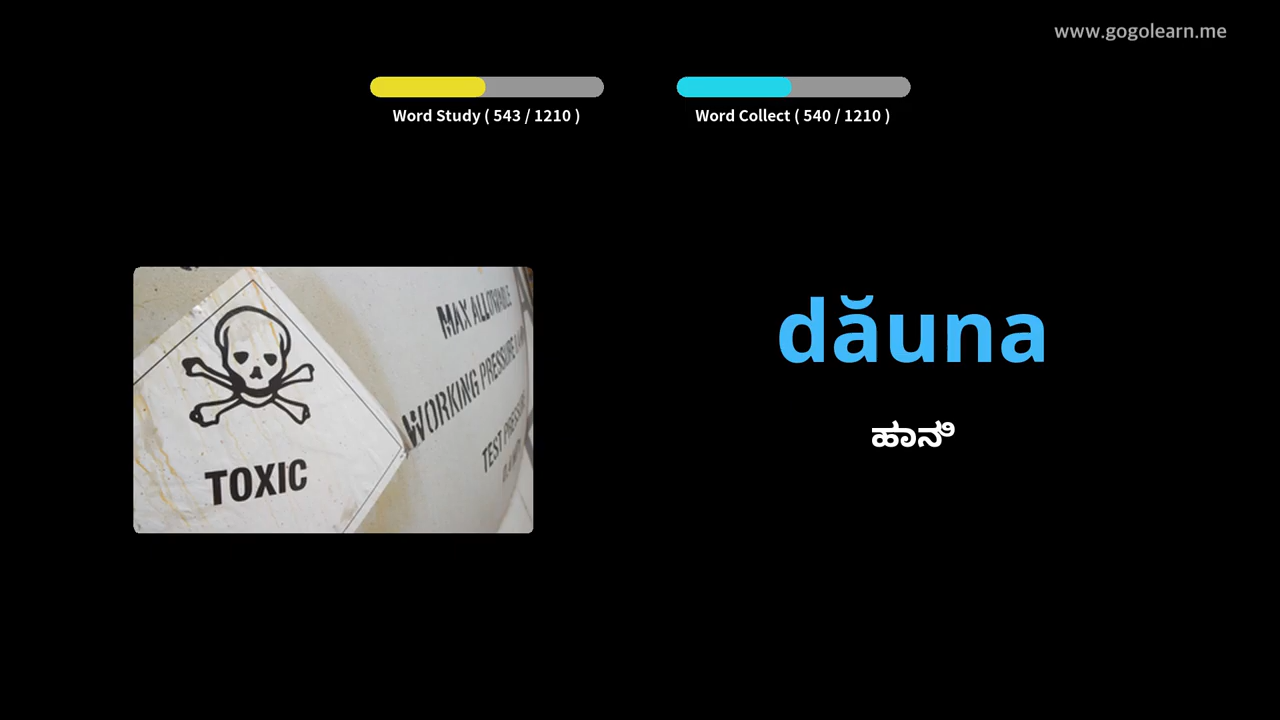 www.gogolearn.me
Word Study ( 543 / 1210 )
Word Collect ( 540 / 1210 )
MAX ALLOWABLE
WORKING PRESSURE
TEST PRESSURE
TOXIC
dăuna
ಹಾನಿ